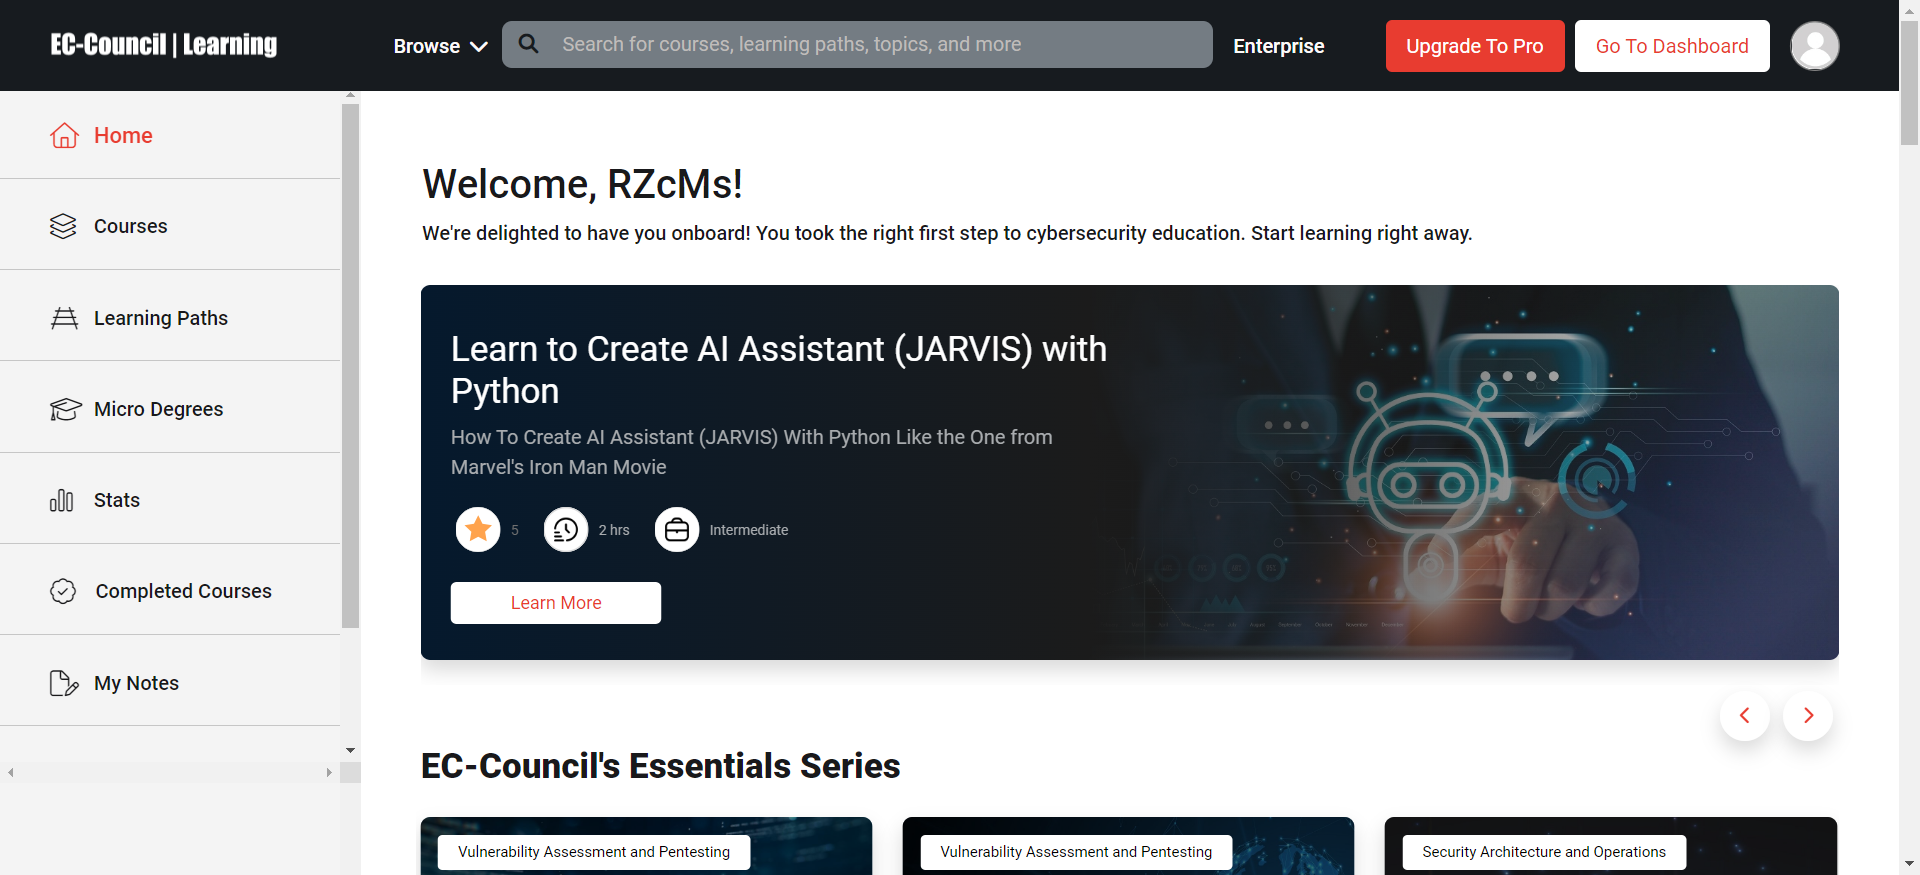 EC-Council | Learning
Browse
Search for courses, learning paths, topics, and more
Enterprise
Upgrade To Pro
Go To Dashboard
Home
Courses
Learning Paths
Micro Degrees
Stats
Completed Courses
My Notes
Welcome, RZcMs!
We're delighted to have you onboard! You took the right first step to cybersecurity education. Start learning right away.
Learn to Create AI Assistant (JARVIS) with
Python
How To Create AI Assistant (JARVIS) With Python Like the One from
Marvel's Iron Man Movie
5
2 hrs
Intermediate
Learn More
EC-Council's Essentials Series
Vulnerability Assessment and Pentesting
Vulnerability Assessment and Pentesting
Security Architecture and Operations